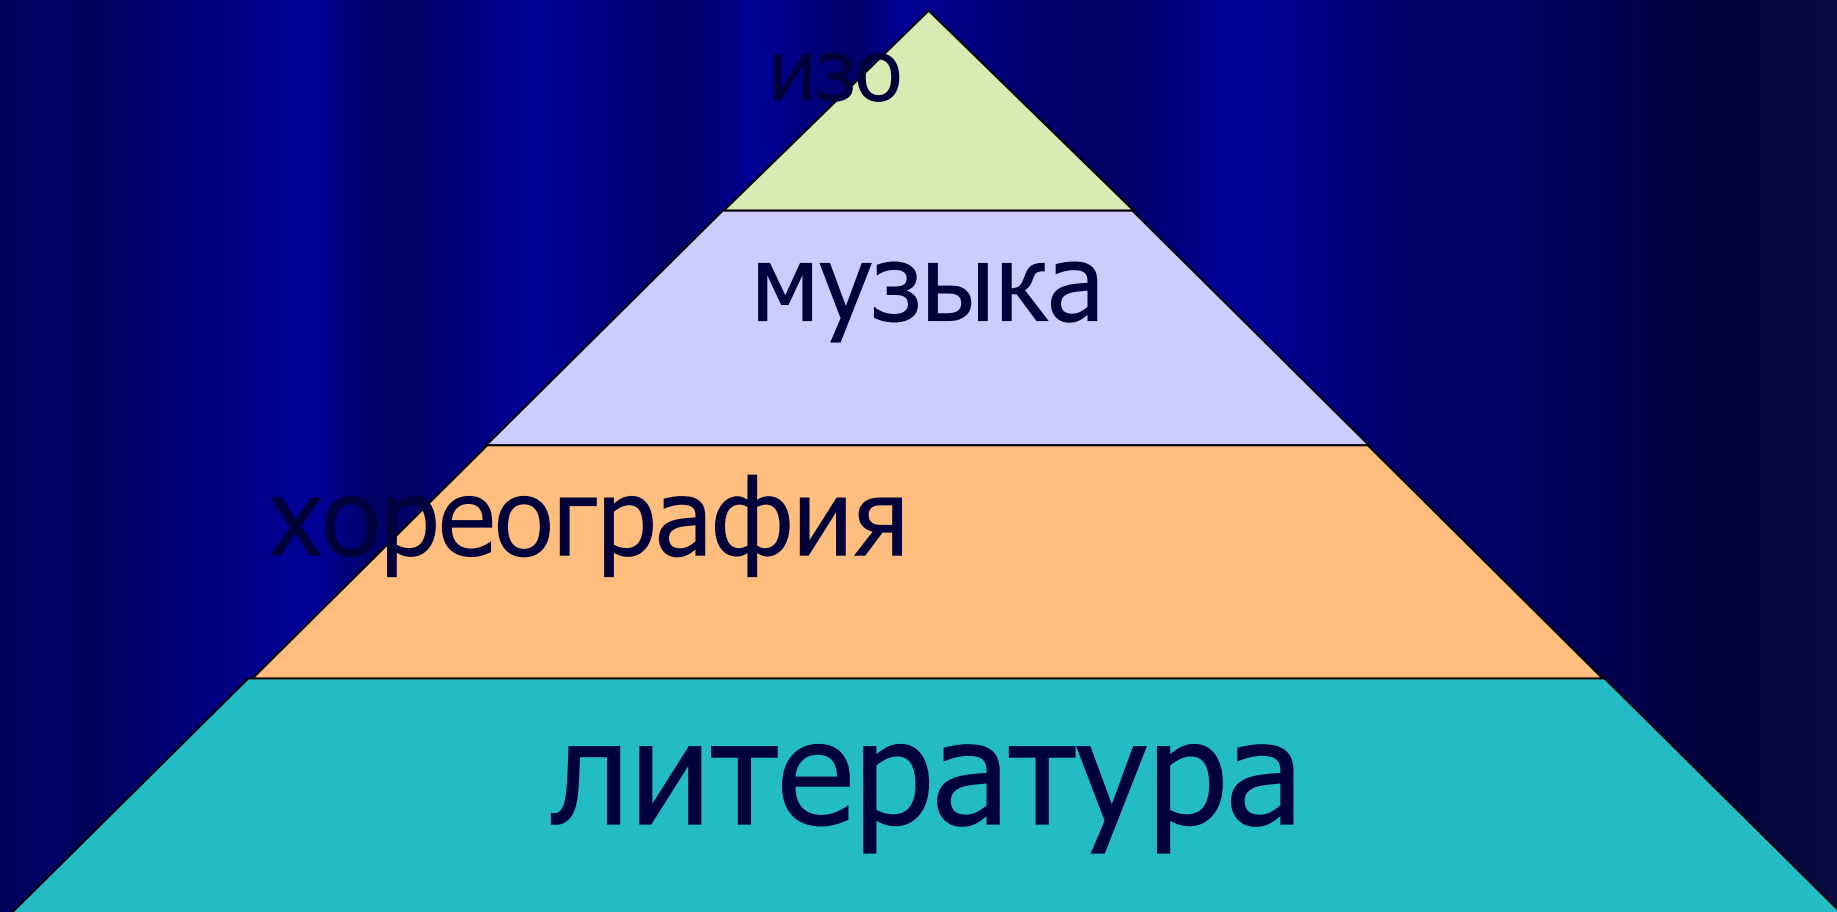 изо
музыка
хореография
литература